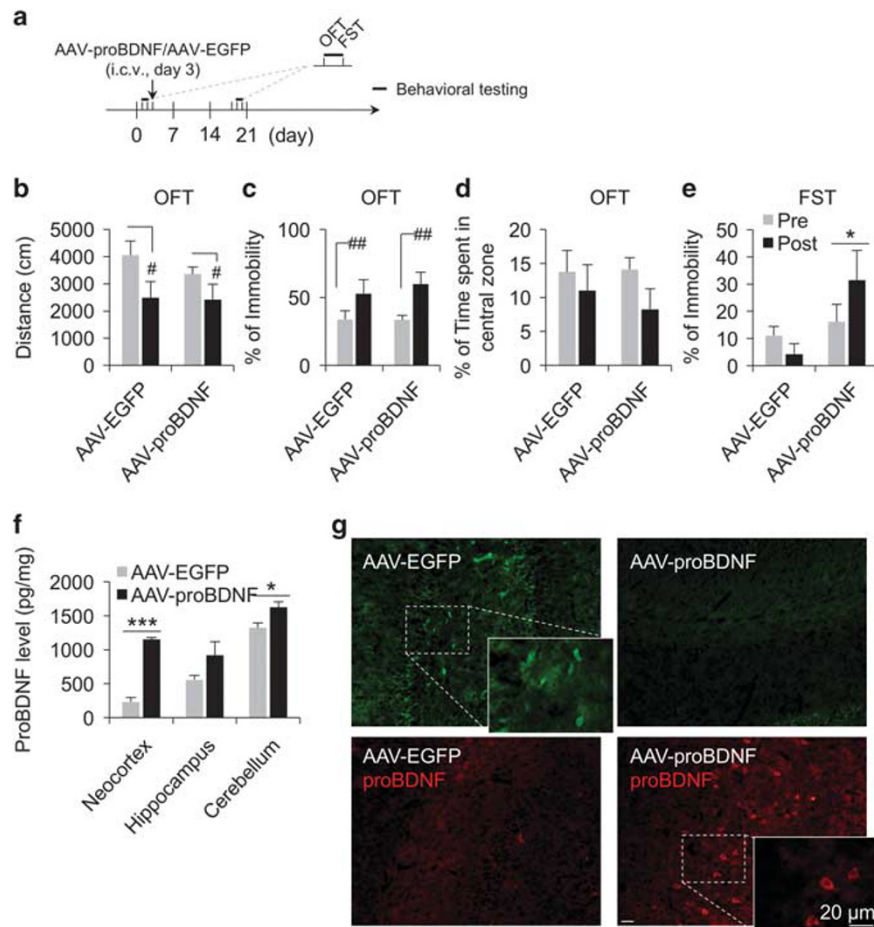 a
OFT
FST
AAV-proBDNF/AAV-EGFP
(i.c.v., day 3)
Behavioral testing
0 7 14 21 (day)
b
OFT
Distance (cm)
5000
4000
3000
2000
1000
0
#
#
AAV-EGFP
AAV-proBDNF
c
OFT
% of Immobility
100
50
0
##
##
AAV-EGFP
AAV-proBDNF
d
OFT
% of Time spent in
central zone
20
15
10
5
0
AAV-EGFP
AAV-proBDNF
e
FST
% of Immobility
50
40
30
20
10
0
Pre
Post
*
AAV-EGFP
AAV-proBDNF
f
ProBDNF level (pg/mg)
2000
1500
1000
500
0
AAV-EGFP
AAV-proBDNF
***
*
Neocortex
Hippocampus
Cerebellum
g
AAV-EGFP
AAV-proBDNF
AAV-EGFP
proBDNF
AAV-proBDNF
proBDNF
20 µm